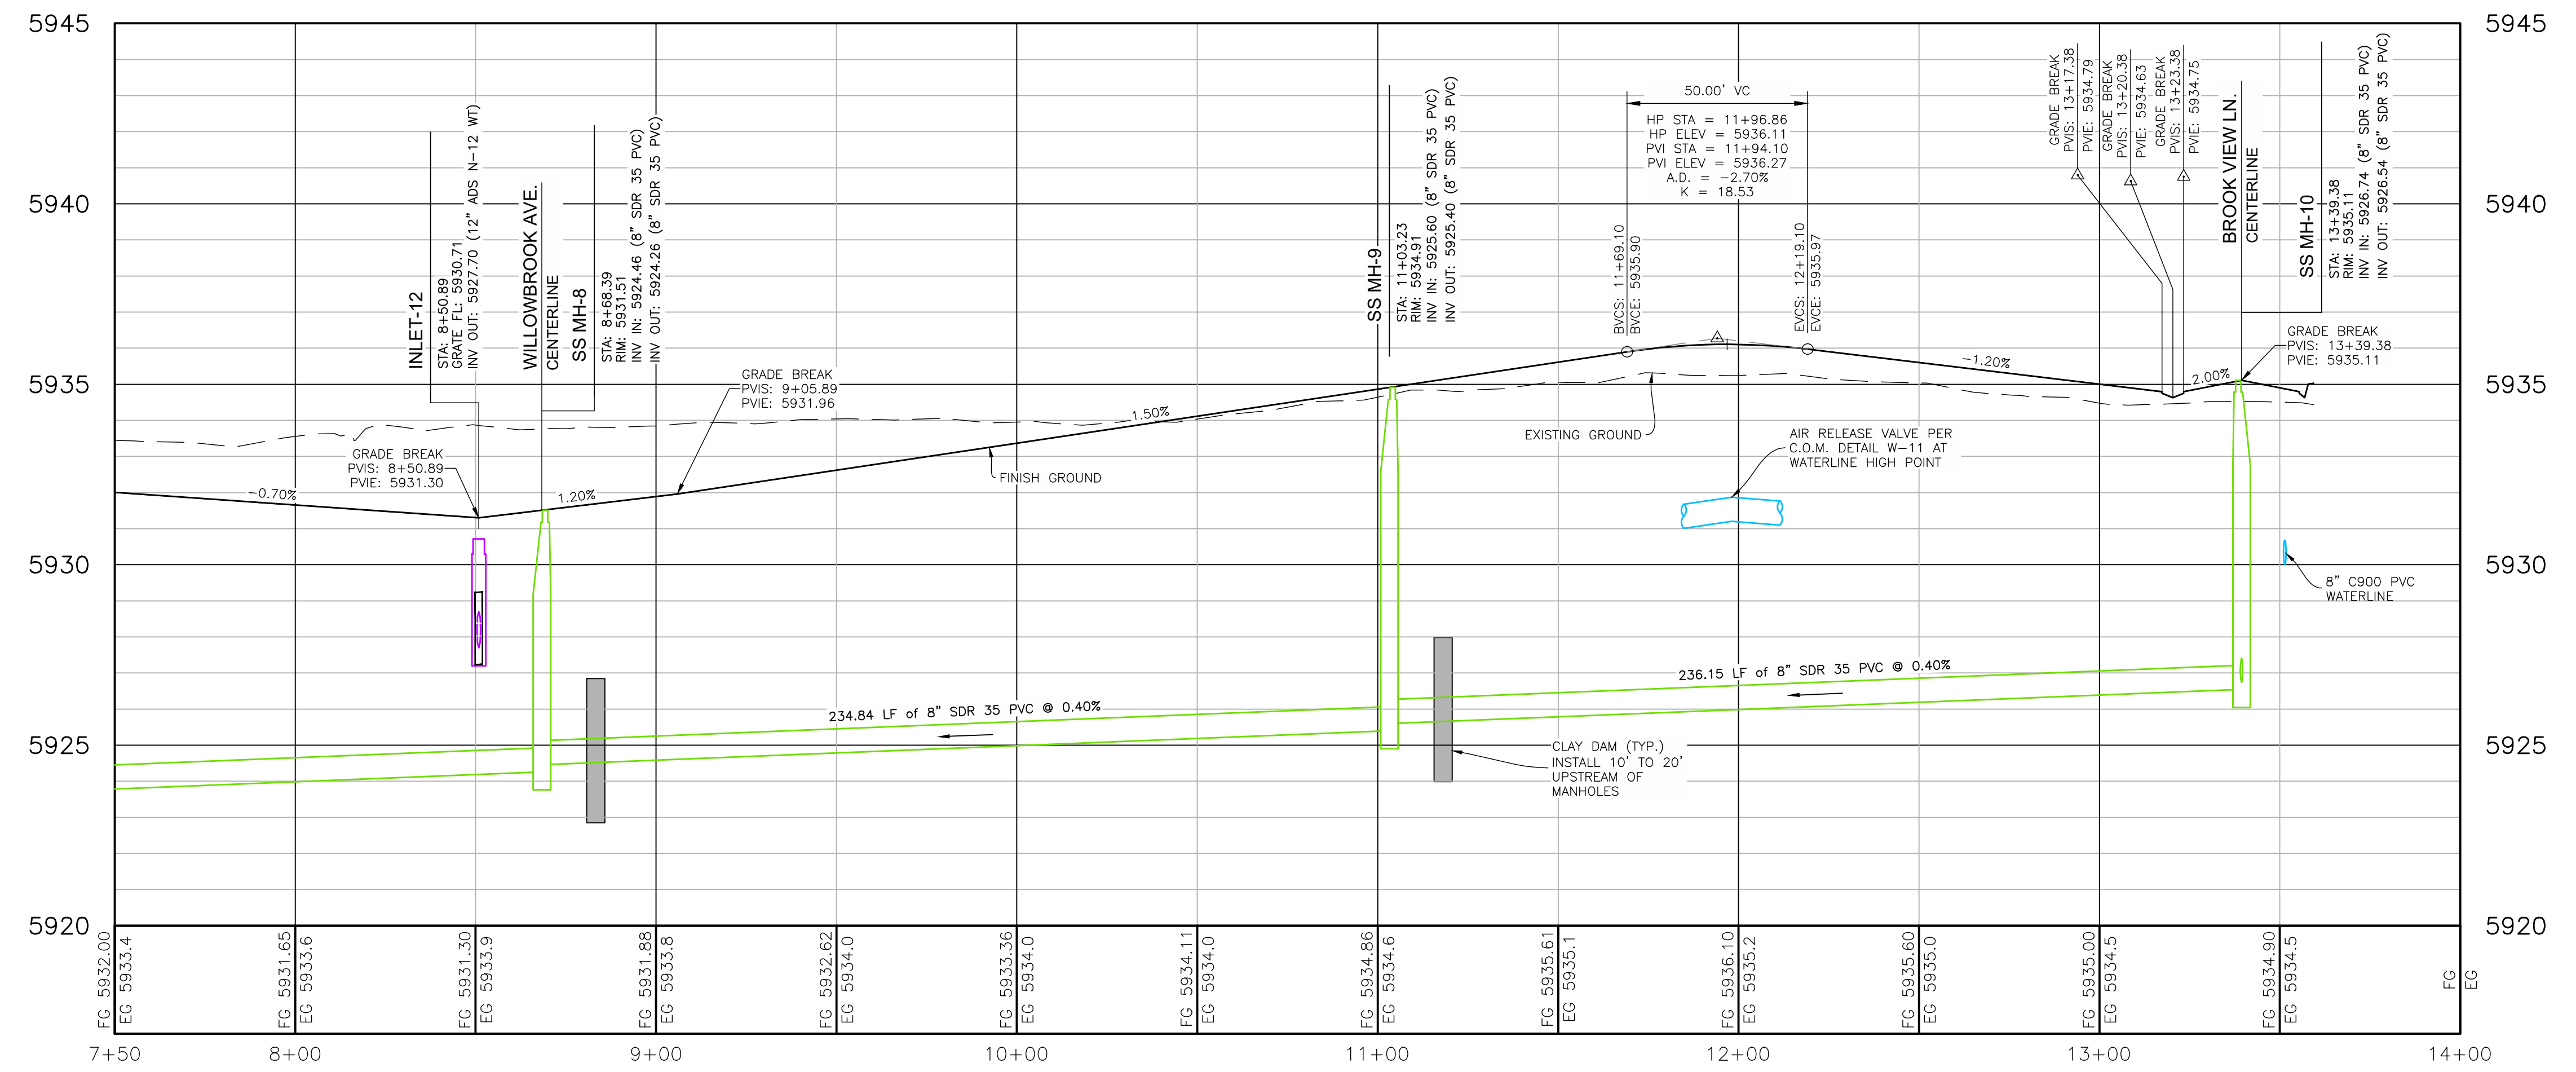 5945
5940
5935
5930
5925
5920
5945
5940
5935
5930
5925
5920
INLET-12
STA: 8+50.89
GRATE FL: 5930.71
INV OUT: 5927.70 (12" ADS N-12 WT)
WILLOWBROOK AVE.
CENTERLINE
SS MH-8
STA: 8+68.39
RIM: 5931.51
INV IN: 5924.46 (8" SDR 35 PVC)
INV OUT: 5924.26 (8" SDR 35 PVC)
GRADE BREAK
PVIS: 9+05.89
PVIE: 5931.96
GRADE BREAK
PVIS: 8+50.89
PVIE: 5931.30
-0.70%
1.20%
FINISH GROUND
1.50%
SS MH-9
STA: 11+03.23
RIM: 5934.91
INV IN: 5925.60 (8" SDR 35 PVC)
INV OUT: 5925.40 (8" SDR 35 PVC)
50.00' VC
HP STA = 11+96.86
HP ELEV = 5936.11
PVI STA = 11+94.10
PVI ELEV = 5936.27
A.D. = -2.70%
K = 18.53
BVCS: 11+69.10
BVCE: 5935.90
EVCS: 12+19.10
EVCE: 5935.97
EXISTING GROUND
AIR RELEASE VALVE PER
C.O.M. DETAIL W-11 AT
WATERLINE HIGH POINT
-1.20%
2.00%
GRADE BREAK
PVIS: 13+17.38
PVIE: 5934.79
GRADE BREAK
PVIS: 13+20.38
PVIE: 5934.63
GRADE BREAK
PVIS: 13+23.38
PVIE: 5934.75
BROOK VIEW LN.
CENTERLINE
SS MH-10
STA: 13+39.38
RIM: 5935.11
INV IN: 5926.74 (8" SDR 35 PVC)
INV OUT: 5926.54 (8" SDR 35 PVC)
GRADE BREAK
PVIS: 13+39.38
PVIE: 5935.11
8" C900 PVC
WATERLINE
234.84 LF of 8" SDR 35 PVC @ 0.40%
236.15 LF of 8" SDR 35 PVC @ 0.40%
CLAY DAM (TYP.)
INSTALL 10' TO 20'
UPSTREAM OF
MANHOLES
FG 5932.00
EG 5933.4
FG 5931.65
EG 5933.6
FG 5931.30
EG 5933.9
FG 5931.88
EG 5933.8
FG 5932.62
EG 5934.0
FG 5933.36
EG 5934.0
FG 5934.11
EG 5934.0
FG 5934.86
EG 5934.6
FG 5935.61
EG 5935.1
FG 5936.10
EG 5935.2
FG 5935.60
EG 5935.0
FG 5935.00
EG 5934.5
FG 5934.90
EG 5934.5
FG
EG
7+50
8+00
9+00
10+00
11+00
12+00
13+00
14+00